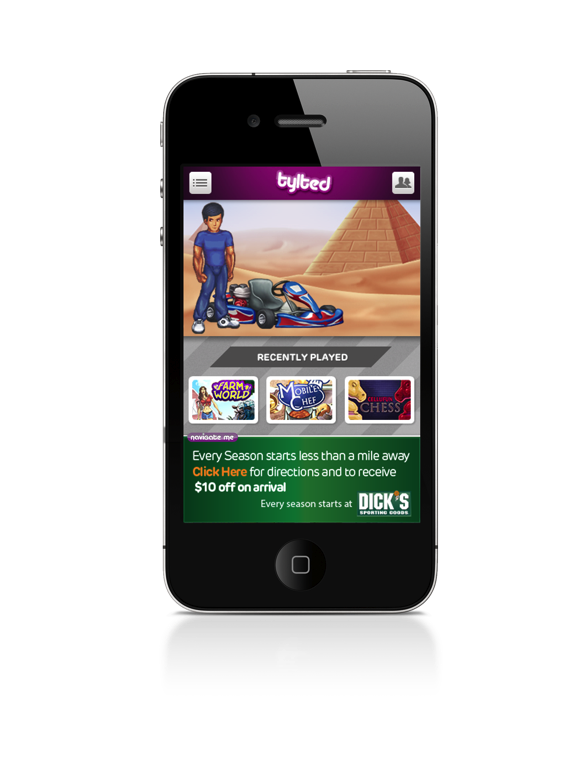 tylted
RECENTLY PLAYED
FARM
WORLD
MOBILE
CHEF
CHESS
navigate me
Every Season starts less than a mile away
Click Here for directions and to receive
$10 off on arrival
Every season starts at
DICK'S
SPORTING GOODS